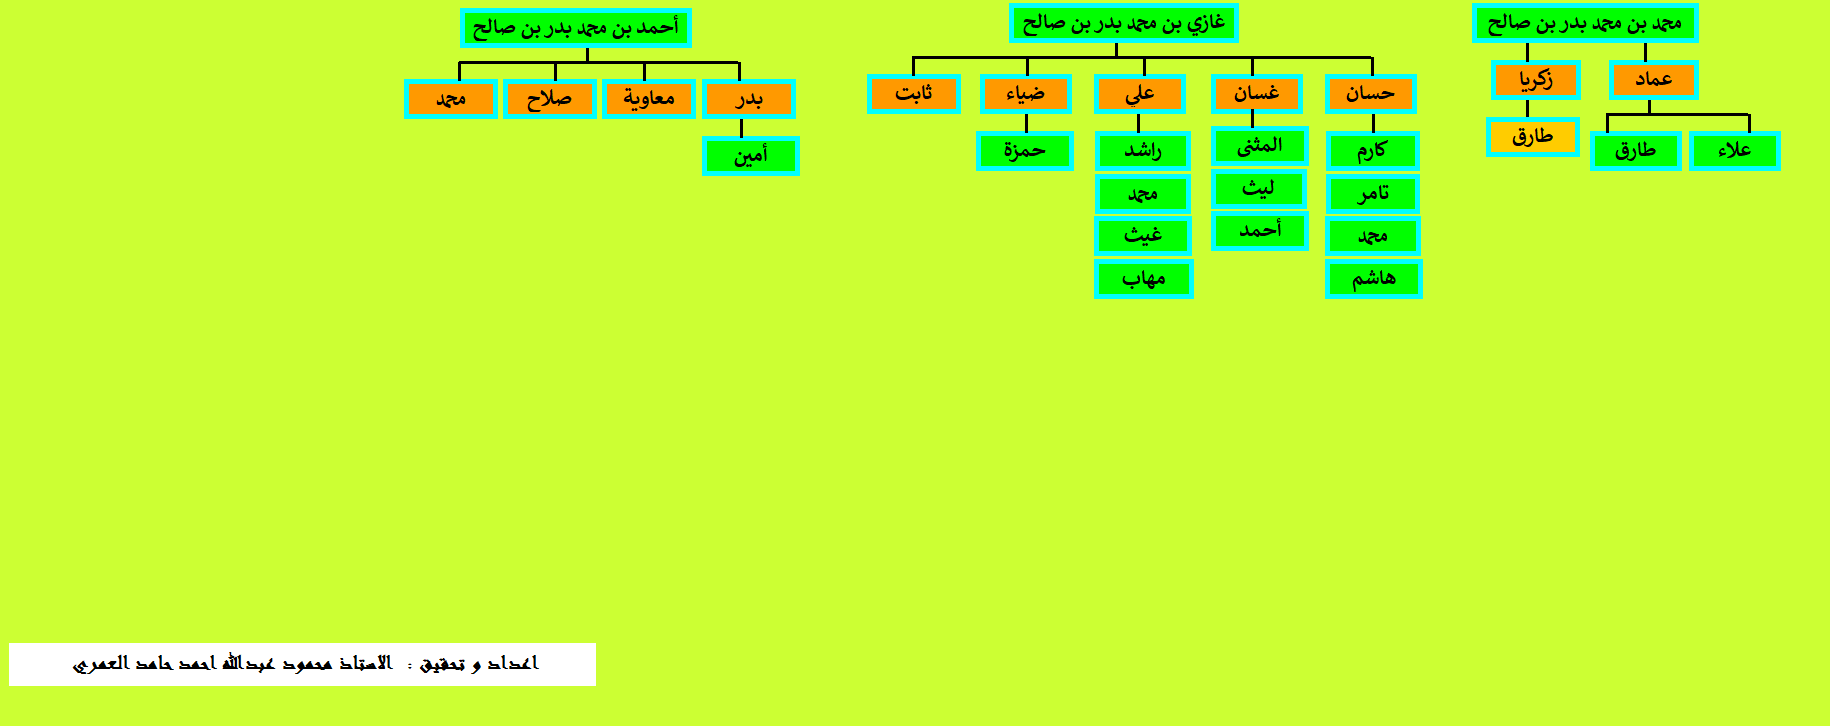 محمد بن محمد بدر بن صالح
عماد
علاء
طارق
زكريا
طارق
غازي بن محمد بدر بن صالح
حسان
كارم
تامر
محمد
هاشم
غسان
المثنى
ليث
أحمد
علي
راشد
محمد
غيث
مهاب
ضياء
حمزة
ثابت
أحمد بن محمد بدر بن صالح
بدر
أمين
معاوية
صلاح
محمد
اعداد و تحقيق : الاستاذ محمود عبدالله احمد حامد العمري